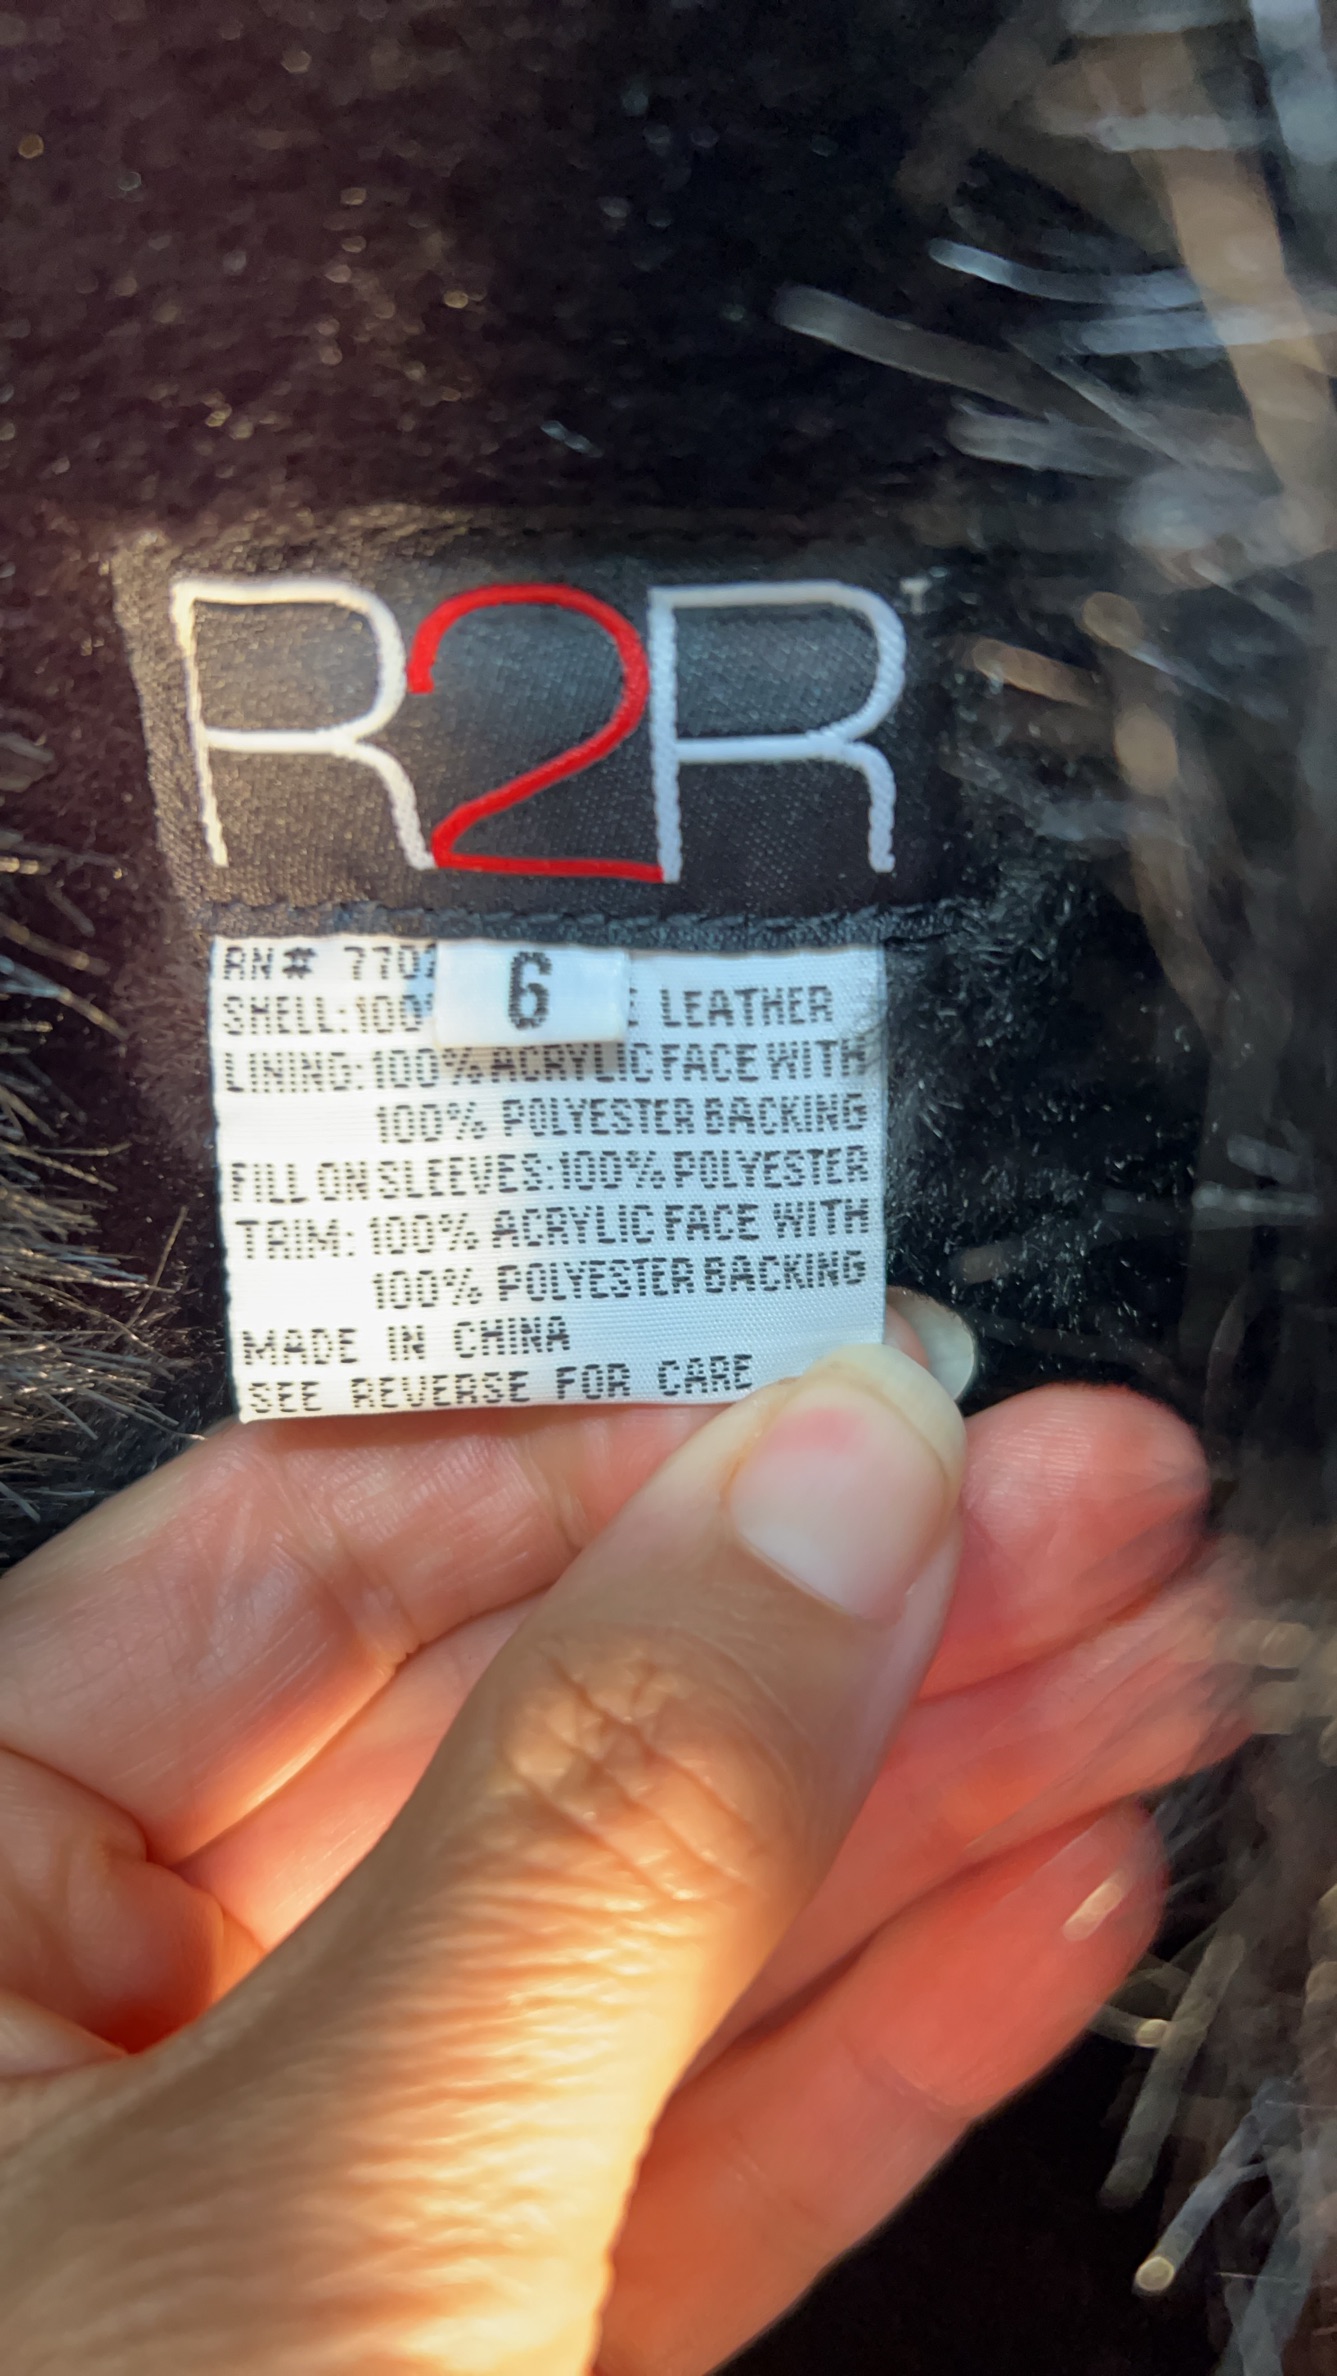 R2R
RN# 770
6
SHELL:100 LEATHER
LINING:100% ACRYLIC FACE WITH
100% POLYESTER BACKING
FILL ON SLEEVES:100% POLYESTER
TRIM: 100% ACRYLIC FACE WITH
100% POLYESTER BACKING
MADE IN CHINA
SEE REVERSE FOR CARE